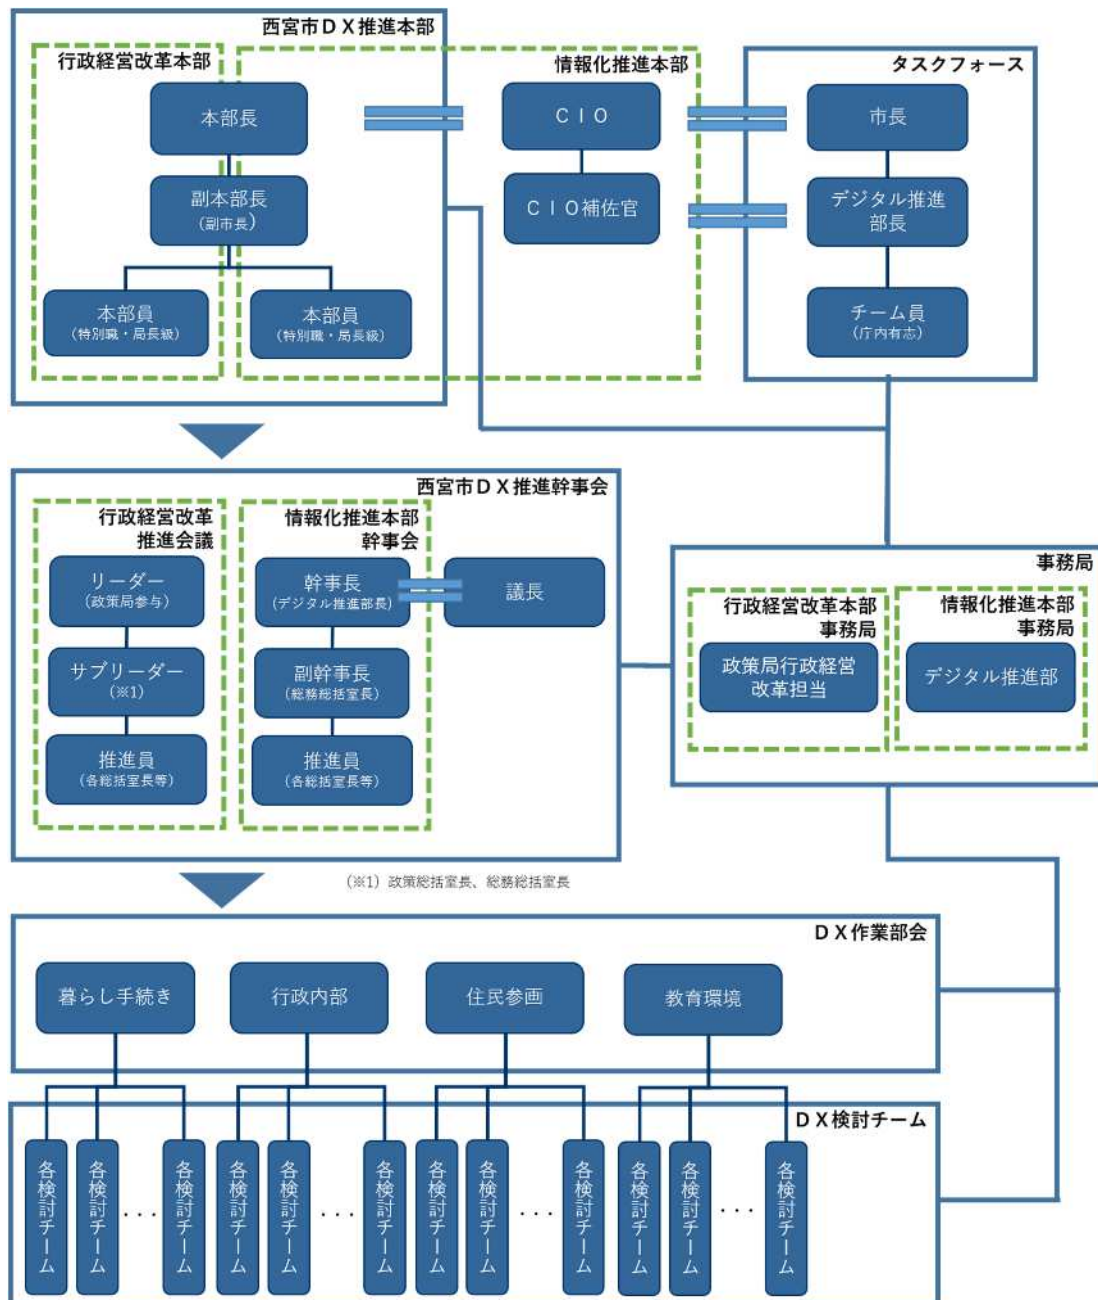 西宮市ＤＸ推進本部
行政経営改革本部
情報化推進本部
タスクフォース
本部長
ＣＩＯ
市長
副本部長
(副市長)
ＣＩＯ補佐官
デジタル推進
部長
本部員
(特別職・局長級)
本部員
(特別職・局長級)
チーム員
(庁内有志)
西宮市ＤＸ推進幹事会
行政経営改革
推進会議
情報化推進本部
幹事会
リーダー
(政策局参与)
幹事長
(デジタル推進部長)
議長
サブリーダー
(※1)
副幹事長
(総務総括室長)
推進員
(各総括室長等)
推進員
(各総括室長等)
事務局
行政経営改革本部
事務局
情報化推進本部
事務局
政策局行政経営
改革担当
デジタル推進部
(※1) 政策総括室長、総務総括室長
ＤＸ作業部会
暮らし手続き
行政内部
住民参画
教育環境
ＤＸ検討チーム
各検討チーム
各検討チーム
・・・
各検討チーム
各検討チーム
各検討チーム
・・・
各検討チーム
各検討チーム
各検討チーム
・・・
各検討チーム
各検討チーム
各検討チーム
・・・
各検討チーム